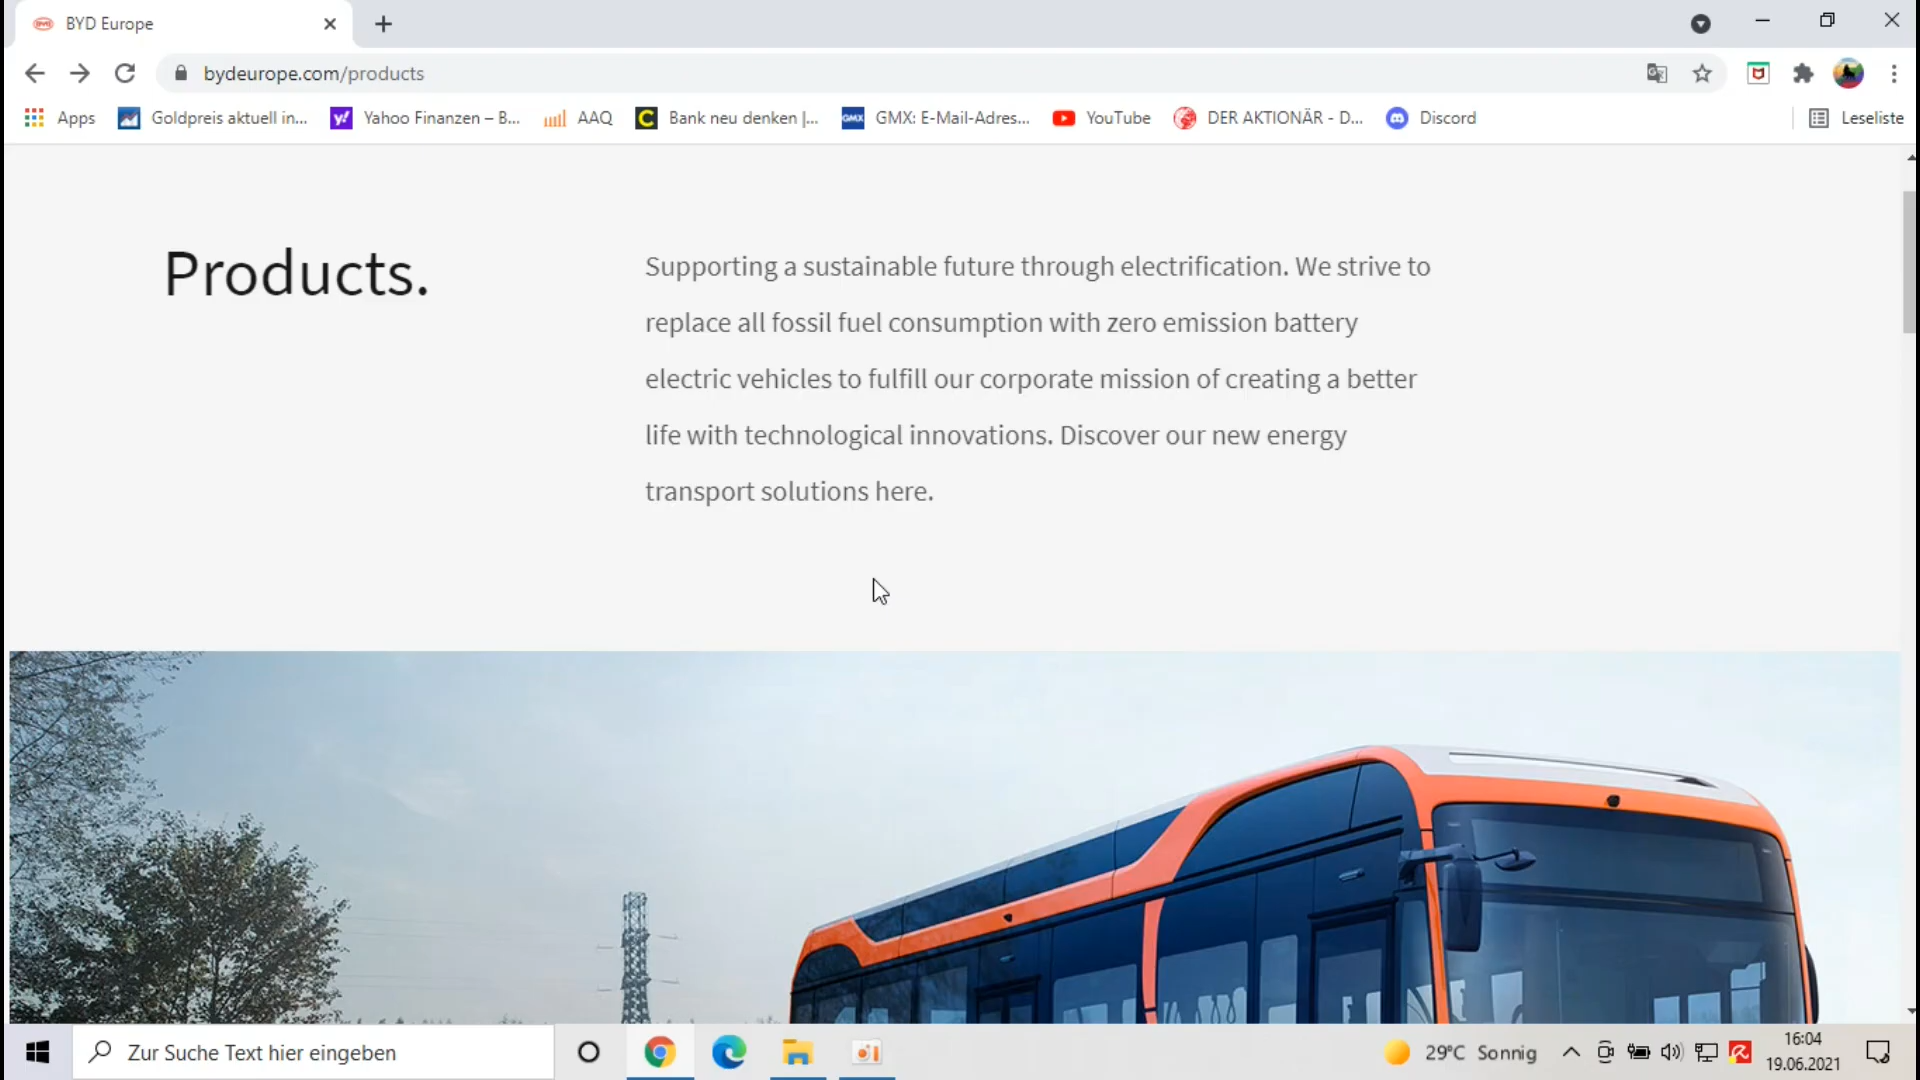 BYD Europe
bydeurope.com/products
Apps
Goldpreis aktuell in...
Yahoo Finanzen – B...
AAQ
Bank neu denken |...
GMX: E-Mail-Adres...
YouTube
DER AKTIONÄR - D...
Discord
Leseliste
Products.
Supporting a sustainable future through electrification. We strive to
replace all fossil fuel consumption with zero emission battery
electric vehicles to fulfill our corporate mission of creating a better
life with technological innovations. Discover our new energy
transport solutions here.
Zur Suche Text hier eingeben
29°C Sonnig
16:04
19.06.2021